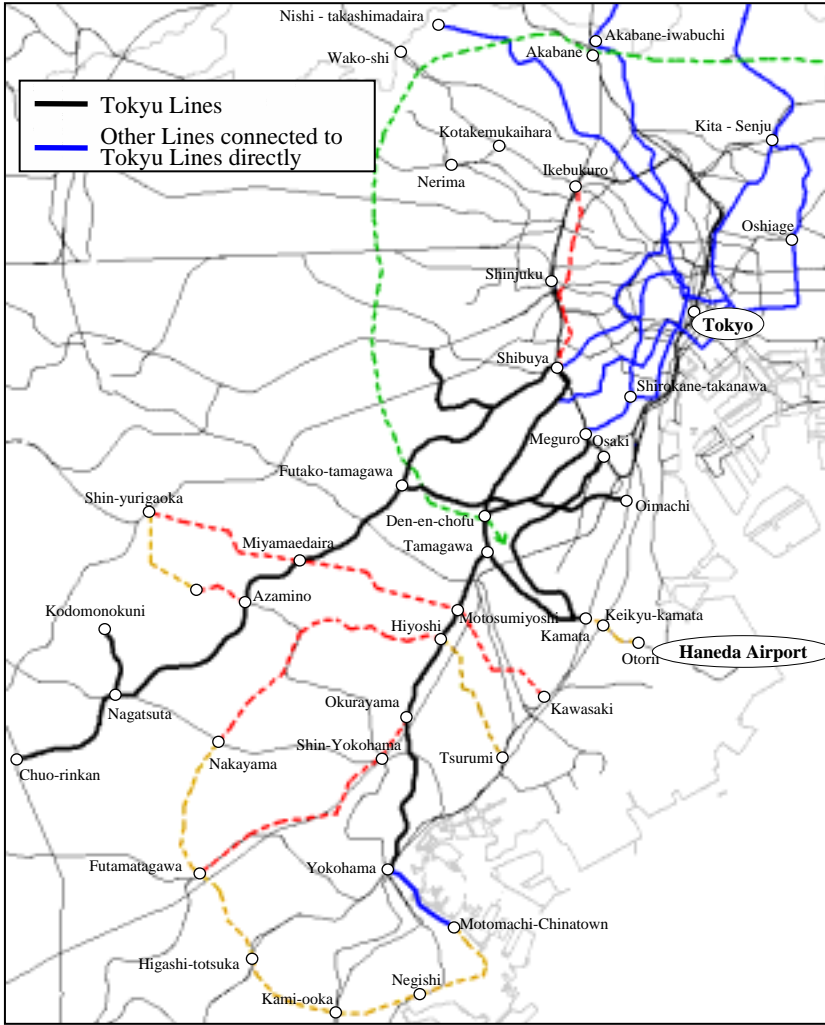 Nishi - takashimadaira
Akabane-iwabuchi
Akabane
Wako-shi
Tokyu Lines
Other Lines connected to
Tokyu Lines directly
Kotakemukaihara
Kita - Senju
Nerima
Ikebukuro
Oshiage
Shinjuku
Tokyo
Shibuya
Shirokane-takanawa
Meguro
Osaki
Futako-tamagawa
Shin-yurigaoka
Oimachi
Den-en-chofu
Miyamaedaira
Tamagawa
Azamino
Kodomonokuni
Motosumiyoshi
Keikyu-kamata
Hiyoshi
Kamata
Otorii
Haneda Airport
Nagatsuta
Okurayama
Kawasaki
Nakayama
Shin-Yokohama
Tsurumi
Chuo-rinkan
Futamatagawa
Yokohama
Motomachi-Chinatown
Higashi-totsuka
Negishi
Kami-ooka